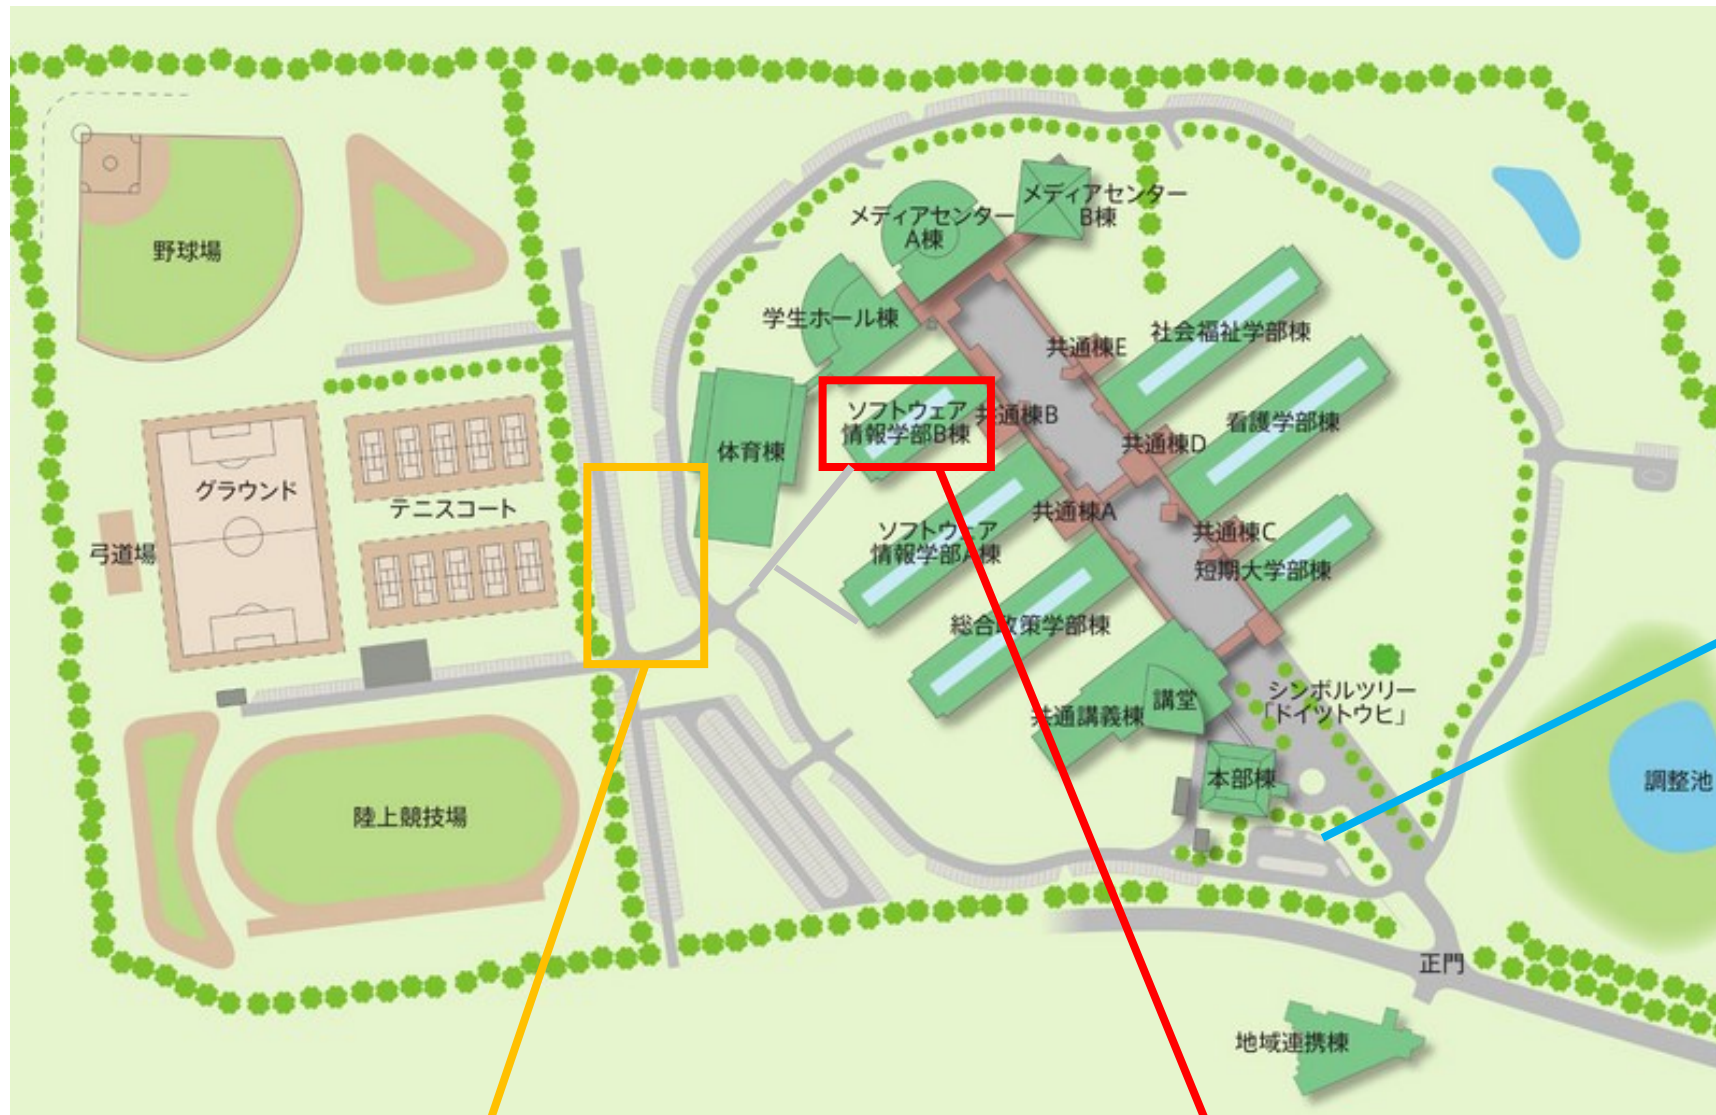 メディアセンター
B棟
メディアセンター
A棟
野球場
学生ホール棟
共通棟E
社会福祉学部棟
ソフトウェア
情報学部B棟
共通棟B
看護学部棟
体育棟
共通棟D
グラウンド
テニスコート
共通棟A
ソフトウェア
情報学部A棟
共通棟C
弓道場
短期大学部棟
総合政策学部棟
シンボルツリー
「ドイツトウヒ」
講堂
共通講義棟
本部棟
調整池
陸上競技場
正門
地域連携棟